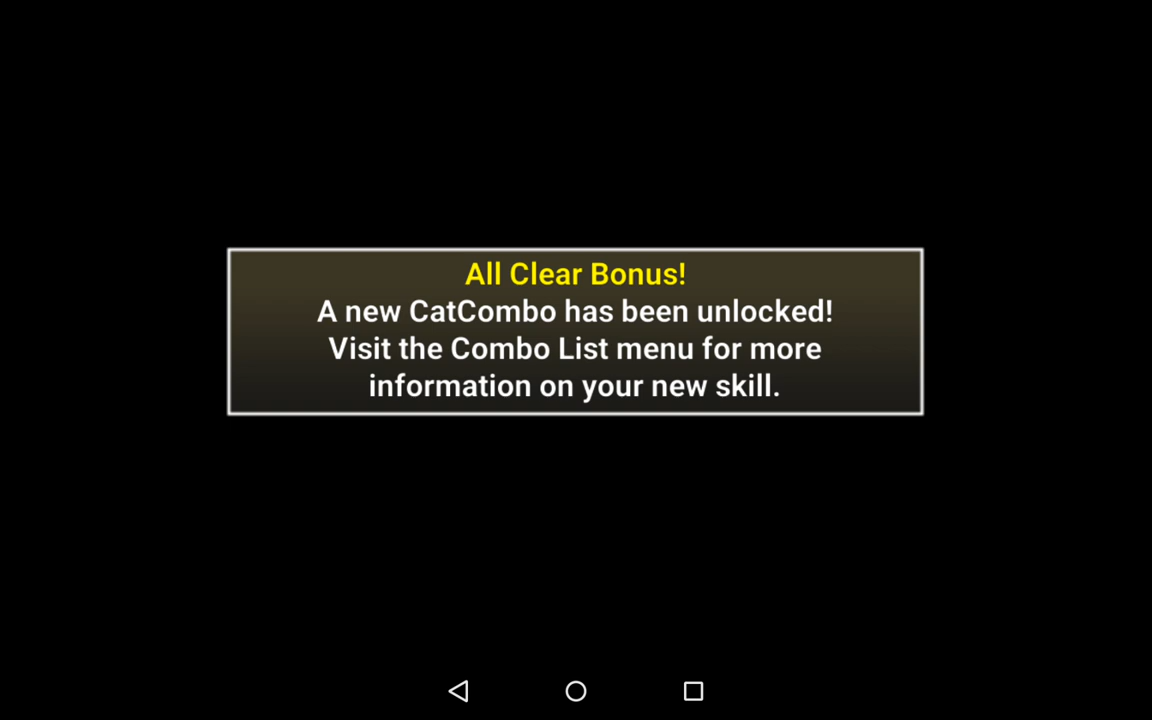 All Clear Bonus!
A new CatCombo has been unlocked!
Visit the Combo List menu for more
information on your new skill.